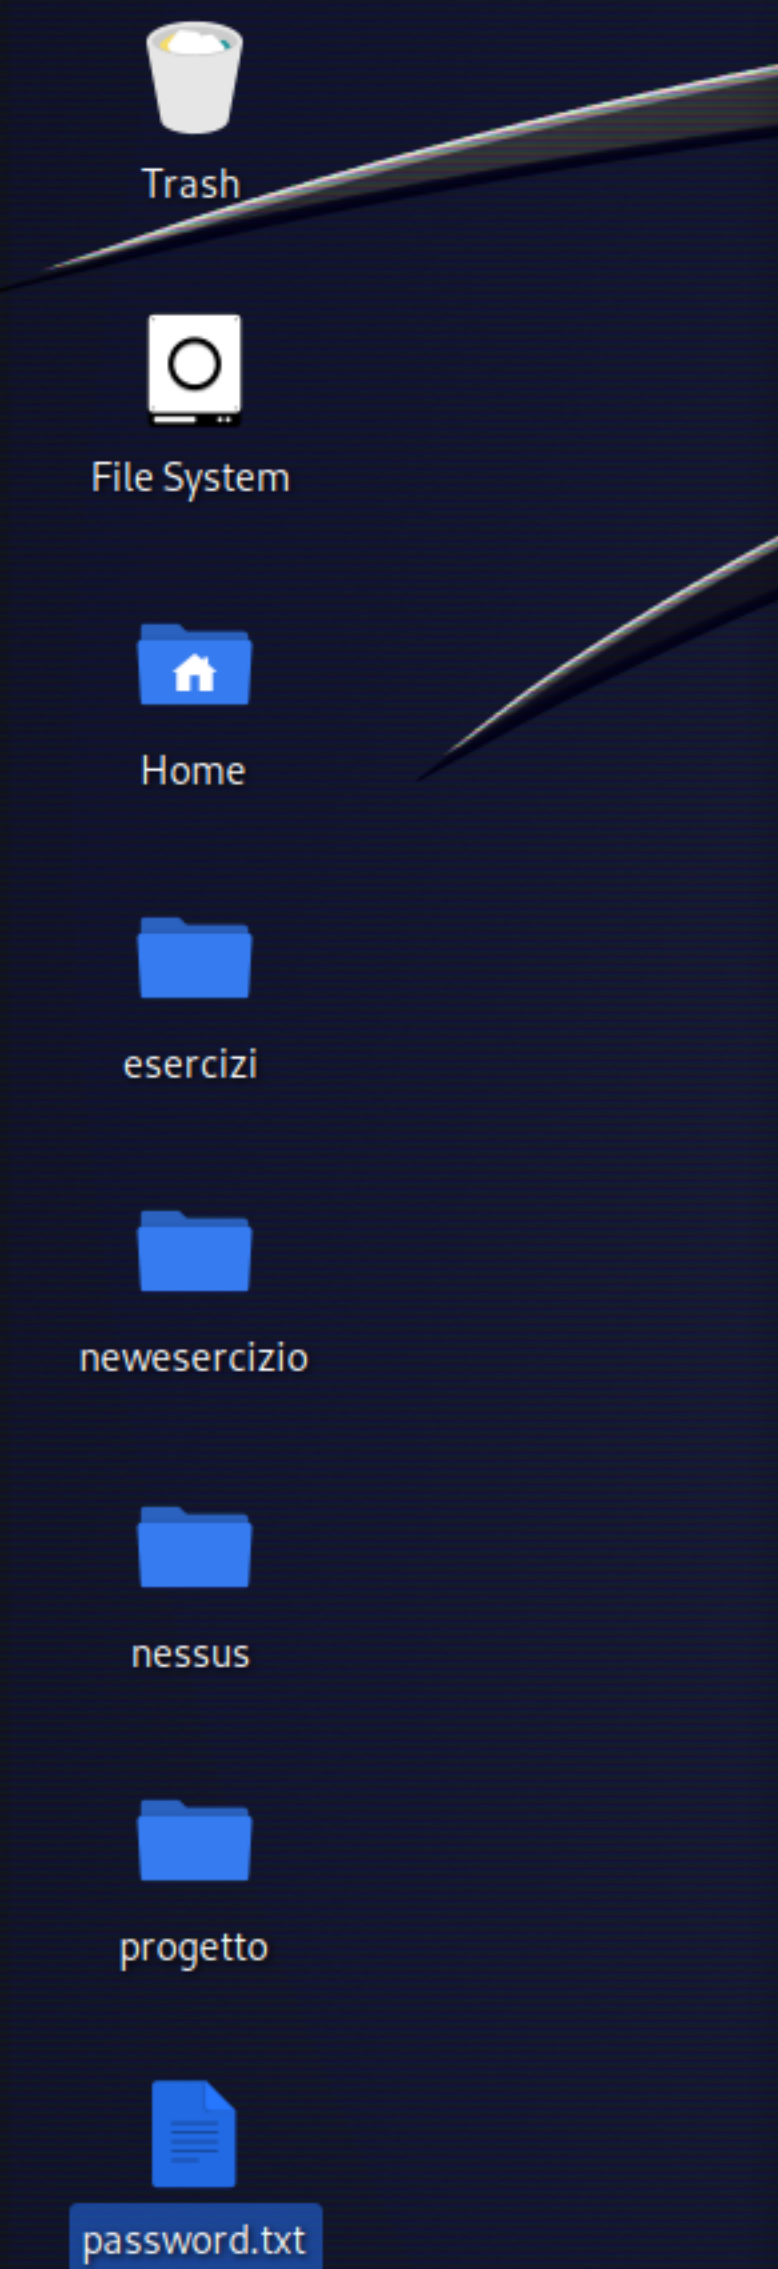 Trash
File System
Home
esercizi
newesercizio
nessus
progetto
password.txt